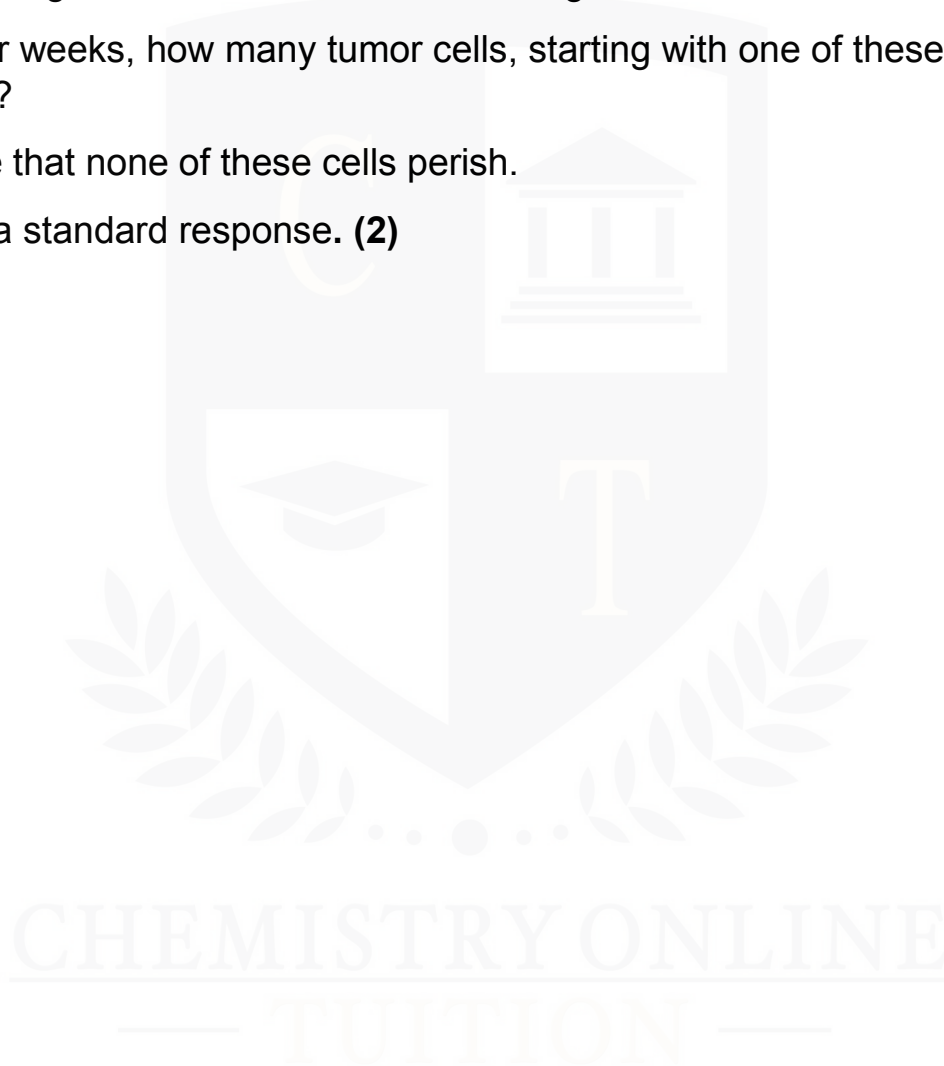 r weeks, how many tumor cells, starting with one of these
?
that none of these cells perish.
a standard response. (2)
C
T
CHEMISTRY ONLINE
— TUITION —